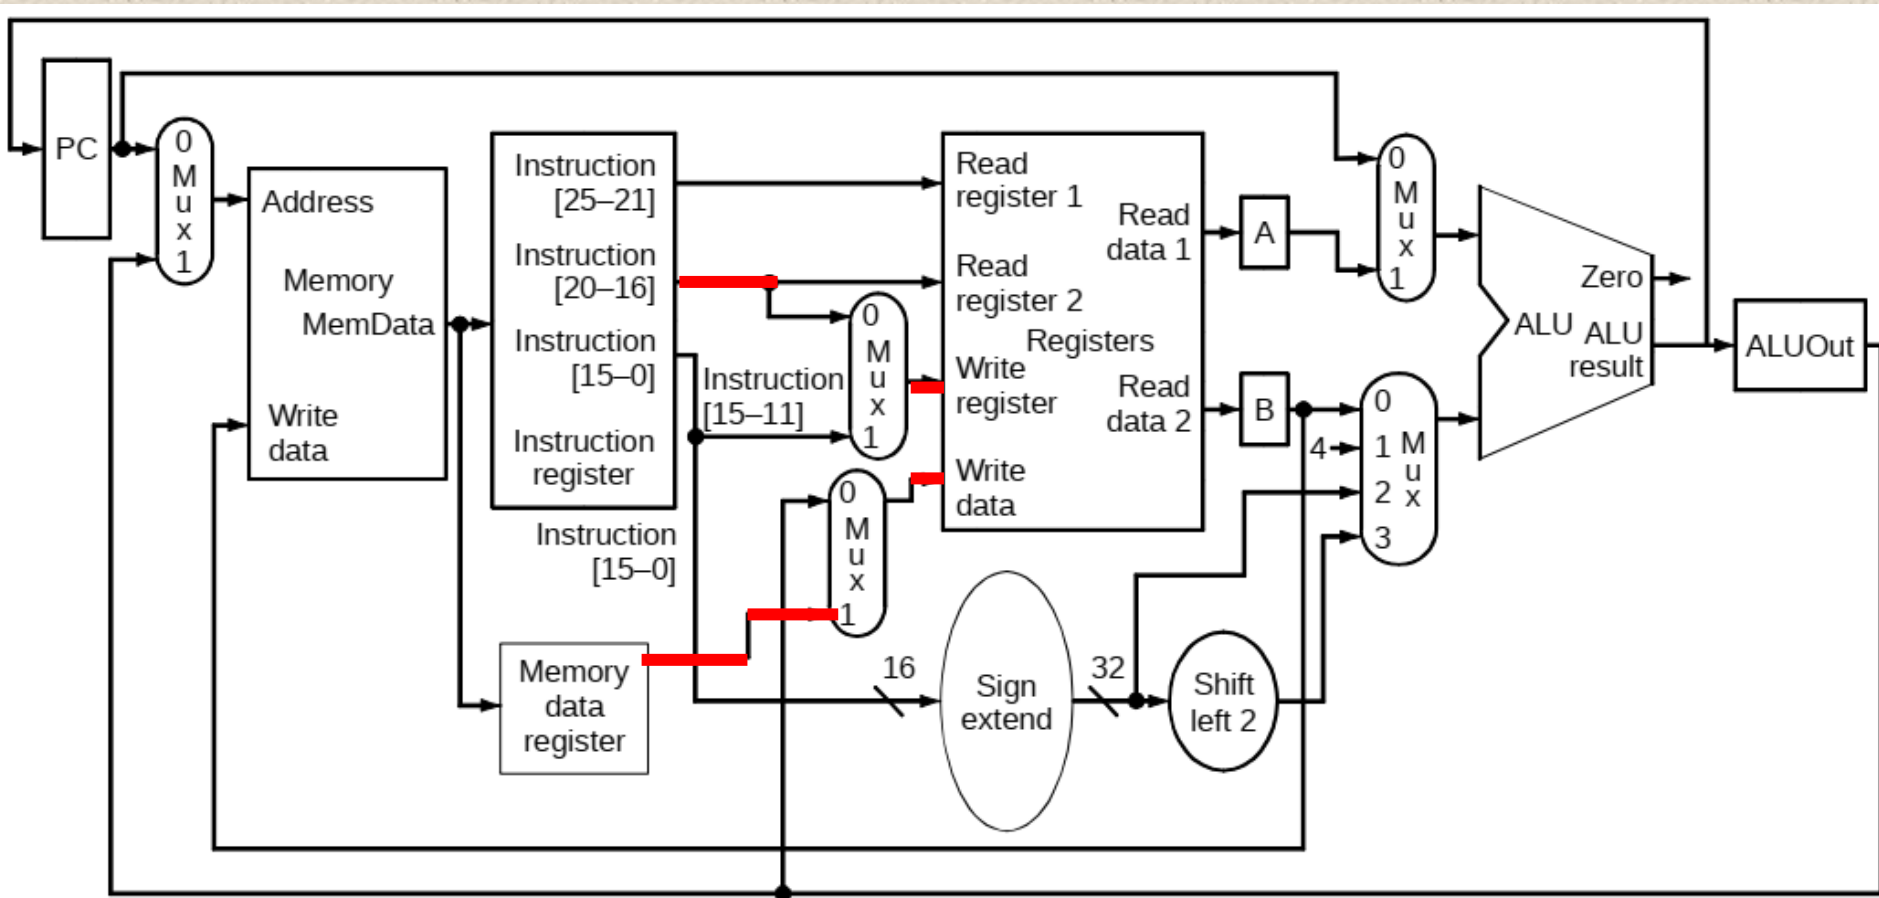 PC
0
M
u
x
1
Address
Memory
MemData
Write
data
Instruction
[25–21]
Instruction
[20–16]
Instruction
[15–0]
Instruction
register
Instruction
[15–0]
Memory
data
register
Instruction
[15–11]
0
M
u
x
1
0
M
u
x
1
Read
register 1
Read
register 2
Registers
Write
register
Write
data
Read
data 1
Read
data 2
16
Sign
extend
32
Shift
left 2
A
B
4
0
M
u
x
1
0
1
2
3
M
u
x
Zero
ALU
ALU
result
ALUOut